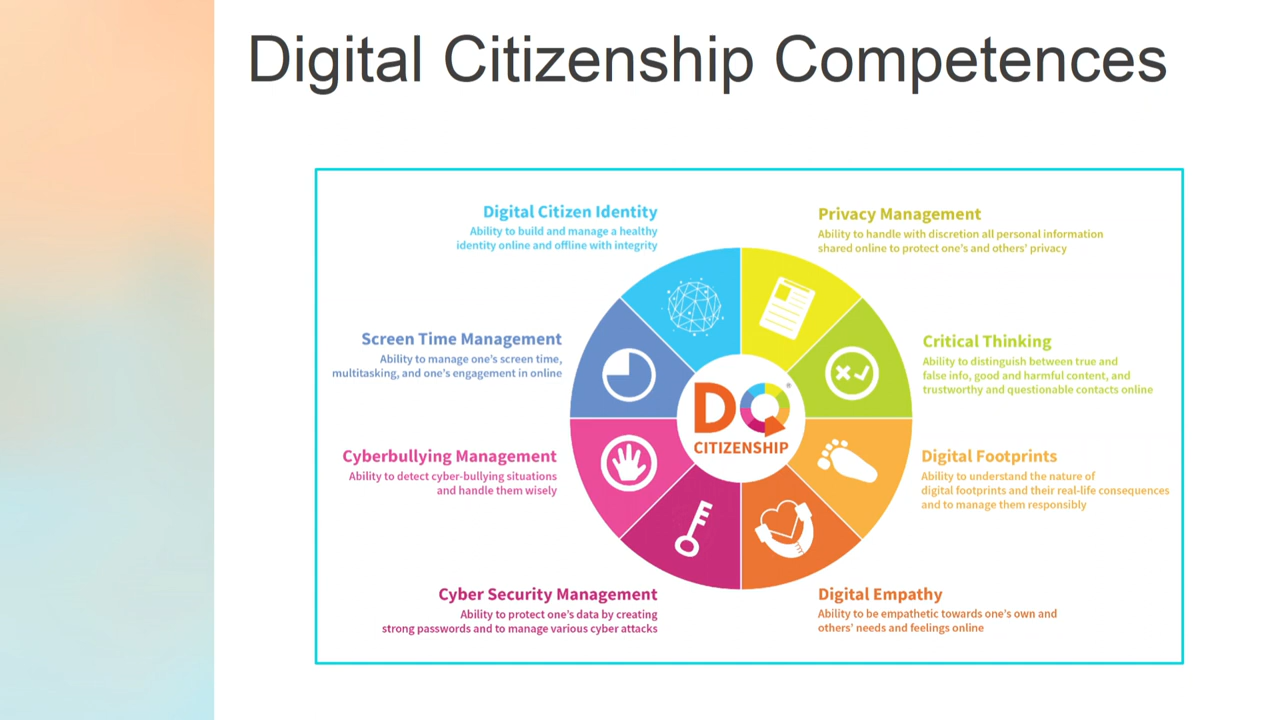 Digital Citizenship Competences
Digital Citizen Identity
Ability to build and manage a healthy
identity online and offline with integrity
Privacy Management
Ability to handle with discretion all personal information
shared online to protect one's and others' privacy
Screen Time Management
Ability to manage one's screen time,
multitasking, and one's engagement in online
Critical Thinking
Ability to distinguish between true and
false info, good and harmful content, and
trustworthy and questionable contacts online
DQ®
CITIZENSHIP
Cyberbullying Management
Ability to detect cyber-bullying situations
and handle them wisely
Digital Footprints
Ability to understand the nature of
digital footprints and their real-life consequences
and to manage them responsibly
Cyber Security Management
Ability to protect one's data by creating
strong passwords and to manage various cyber attacks
Digital Empathy
Ability to be empathetic towards one's own and
others' needs and feelings online